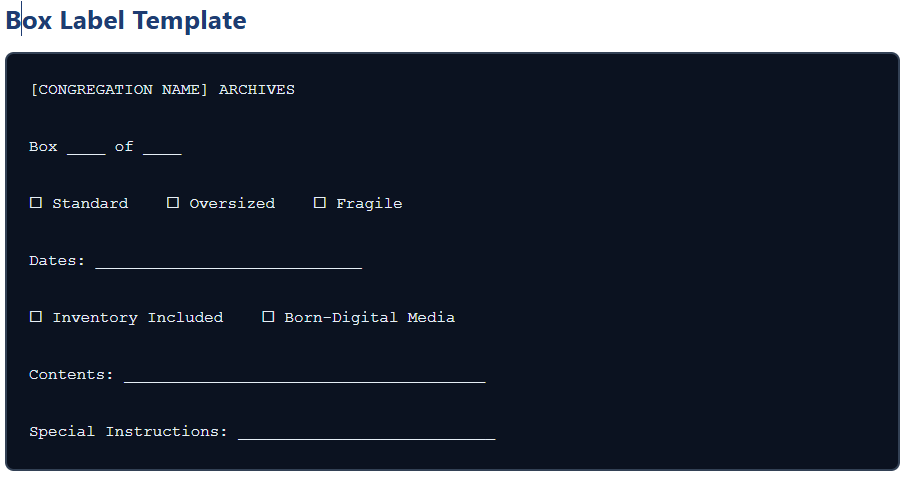 Box Label Template
[CONGREGATION NAME] ARCHIVES
Box ____ of ____
☐ Standard    ☐ Oversized    ☐ Fragile
Dates: ____________________________
☐ Inventory Included    ☐ Born-Digital Media
Contents: ______________________________________
Special Instructions: ___________________________